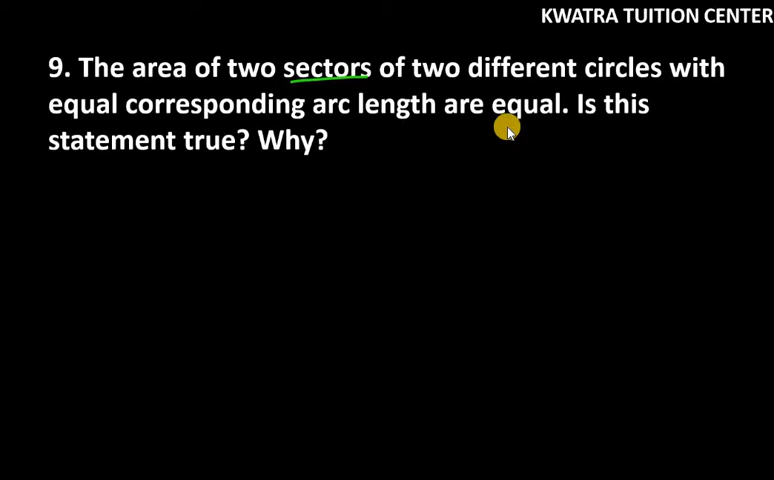 KWATRA TUITION CENTER
9. The area of two sectors of two different circles with
equal corresponding arc length are equal. Is this
statement true? Why?